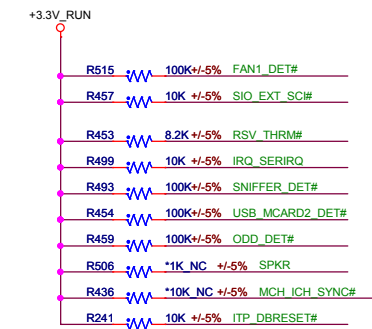 +3.3V_RUN
R515 100K+/-5% FAN1_DET#
R457 10K +/-5% SIO_EXT_SCI#
R453 8.2K+/-5% RSV_THRM#
R499 10K +/-5% IRQ_SERIRQ
R493 100K+/-5% SNIFFER_DET#
R454 100K+/-5% USB_MCARD2_DET#
R459 100K+/-5% ODD_DET#
R506 *1K_NC +/-5% SPKR
R436 *10K_NC +/-5% MCH_ICH_SYNC#
R241 10K +/-5% ITP_DBRESET#